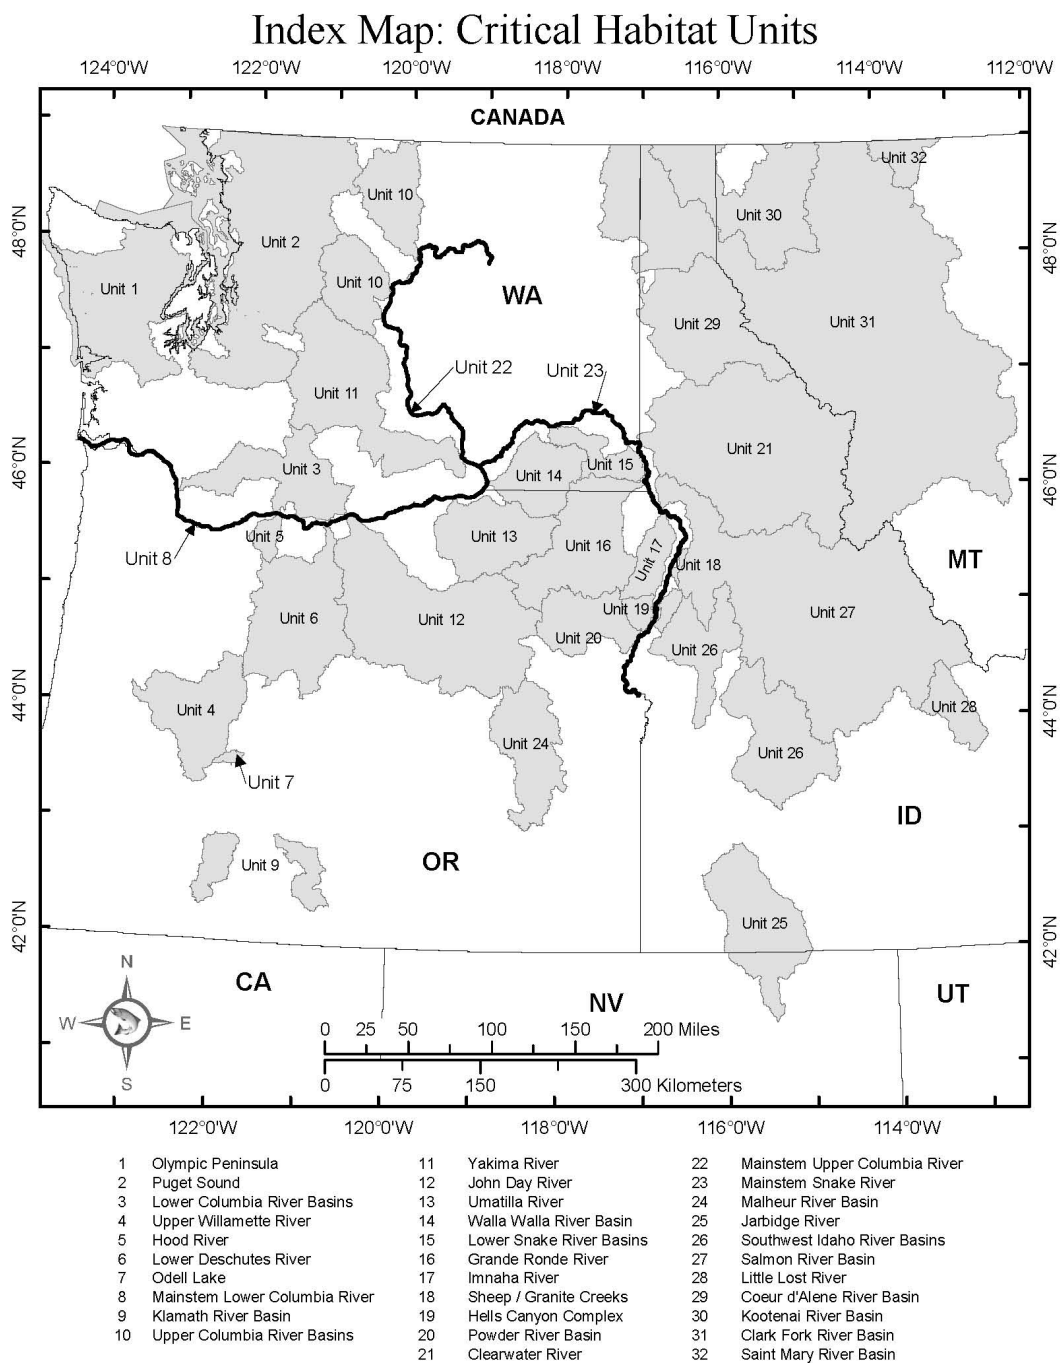 Index Map: Critical Habitat Units
124°0'W 122°0'W 120°0'W 118°0'W 116°0'W 114°0'W 112°0'W
CANADA
Unit 32
Unit 10
Unit 30
48°0'N
Unit 2
48°0'N
Unit 1
Unit 10
WA
Unit 29
Unit 31
Unit 22
Unit 23
Unit 11
Unit 21
46°0'N
Unit 3
Unit 14
Unit 15
46°0'N
Unit 5
Unit 13
Unit 16
Unit 17
Unit 8
Unit 18
MT
Unit 6
Unit 12
Unit 19
Unit 27
Unit 20
Unit 26
44°0'N
Unit 4
Unit 28
44°0'N
Unit 24
Unit 26
Unit 7
ID
OR
Unit 9
42°0'N
Unit 25
42°0'N
N
CA
NV
UT
W E
S
0 25 50 100 150 200 Miles
0 75 150 300 Kilometers
122°0'W 120°0'W 118°0'W 116°0'W 114°0'W
1 Olympic Peninsula
2 Puget Sound
3 Lower Columbia River Basins
4 Upper Willamette River
5 Hood River
6 Lower Deschutes River
7 Odell Lake
8 Mainstem Lower Columbia River
9 Klamath River Basin
10 Upper Columbia River Basins
11 Yakima River
12 John Day River
13 Umatilla River
14 Walla Walla River Basin
15 Lower Snake River Basins
16 Grande Ronde River
17 Imnaha River
18 Sheep / Granite Creeks
19 Hells Canyon Complex
20 Powder River Basin
21 Clearwater River
22 Mainstem Upper Columbia River
23 Mainstem Snake River
24 Malheur River Basin
25 Jarbidge River
26 Southwest Idaho River Basins
27 Salmon River Basin
28 Little Lost River
29 Coeur d'Alene River Basin
30 Kootenai River Basin
31 Clark Fork River Basin
32 Saint Mary River Basin